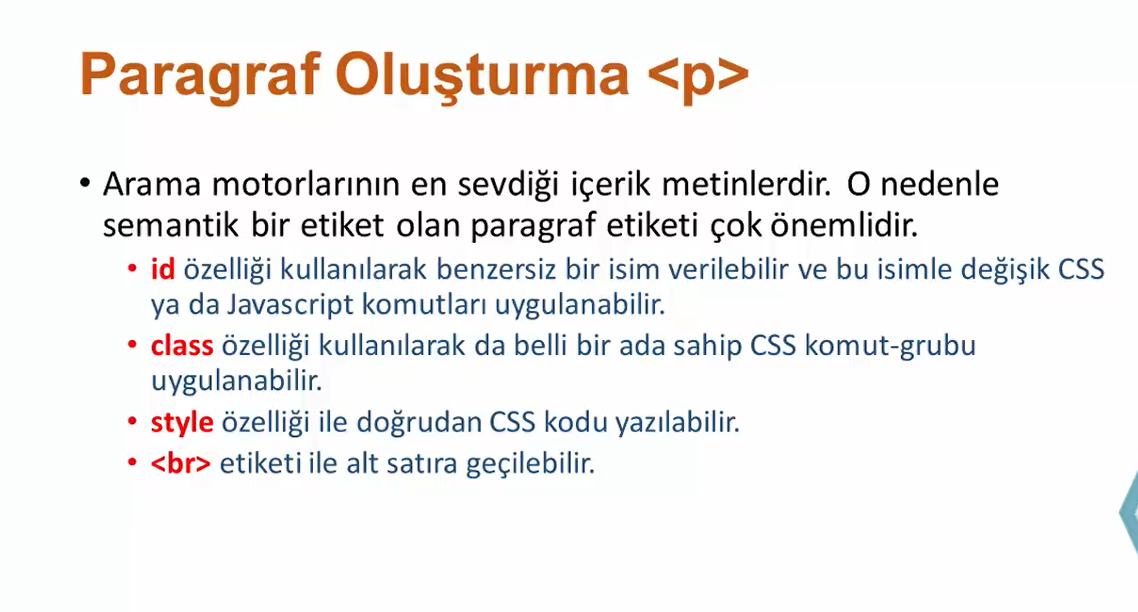 Paragraf Oluşturma <p>
• Arama motorlarının en sevdiği içerik metinlerdir. O nedenle
semantik bir etiket olan paragraf etiketi çok önemlidir.
• id özelliği kullanılarak benzersiz bir isim verilebilir ve bu isimle değişik CSS
ya da Javascript komutları uygulanabilir.
• class özelliği kullanılarak da belli bir ada sahip CSS komut-grubu
uygulanabilir.
• style özelliği ile doğrudan CSS kodu yazılabilir.
• <br> etiketi ile alt satıra geçilebilir.